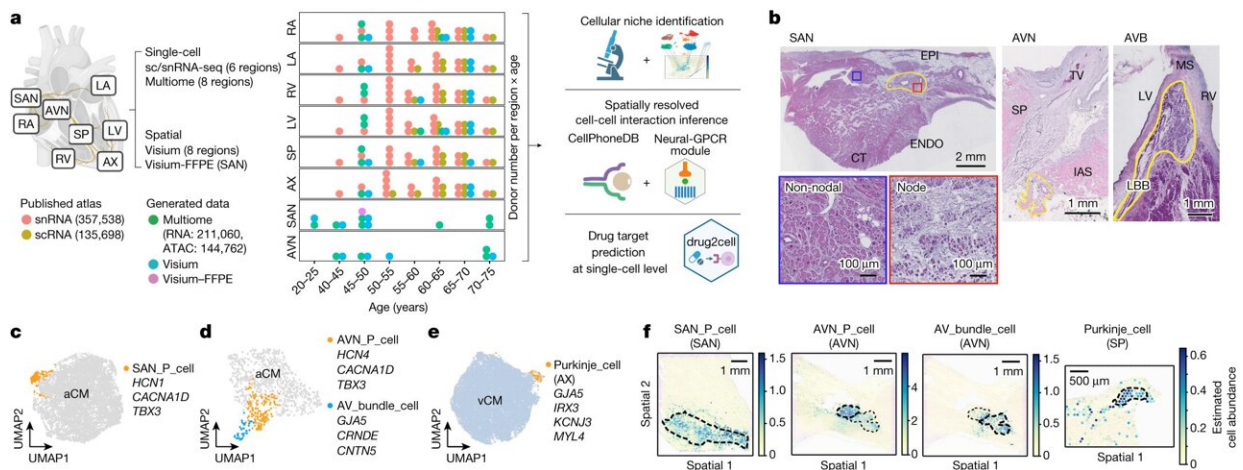 a
SAN
AVN
RA
SP
RV
LA
LV
AX
Single-cell
sc/snRNA-seq (6 regions)
Multiome (8 regions)
Spatial
Visium (8 regions)
Visium-FFPE (SAN)
Published atlas
snRNA (357,538)
scRNA (135,698)
Generated data
Multiome
(RNA: 211,060,
ATAC: 144,762)
Visium
Visium–FFPE
RA
LA
RV
LV
SP
AX
SAN
AVN
20–25
40–45
45–50
50–55
55–60
60–65
65–70
70–75
Age (years)
Donor number per region × age
Cellular niche identification
+
Spatially resolved
cell-cell interaction inference
CellPhoneDB
Neural-GPCR
module
+
Drug target
prediction
at single-cell level
drug2cell
b
SAN
EPI
ENDO
CT
2 mm
Non-nodal
100 µm
Node
100 µm
AVN
TV
SP
IAS
1 mm
AVB
MS
LV
RV
LBB
1 mm
c
aCM
SAN_P_cell
HCN1
CACNA1D
TBX3
UMAP2
UMAP1
d
aCM
AVN_P_cell
HCN4
CACNA1D
TBX3
AV_bundle_cell
GJA5
CRNDE
CNTN5
UMAP2
UMAP1
e
vCM
Purkinje_cell
(AX)
GJA5
IRX3
KCNJ3
MYL4
UMAP2
UMAP1
f
SAN_P_cell
(SAN)
1 mm
1.5
1.0
0.5
0
Spatial 2
Spatial 1
AVN_P_cell
(AVN)
1 mm
4
2
0
Spatial 1
AV_bundle_cell
(AVN)
1 mm
1.5
1.0
0.5
0
Spatial 1
Purkinje_cell
(SP)
500 µm
0.6
0.4
0.2
0
Spatial 1
Estimated
cell abundance